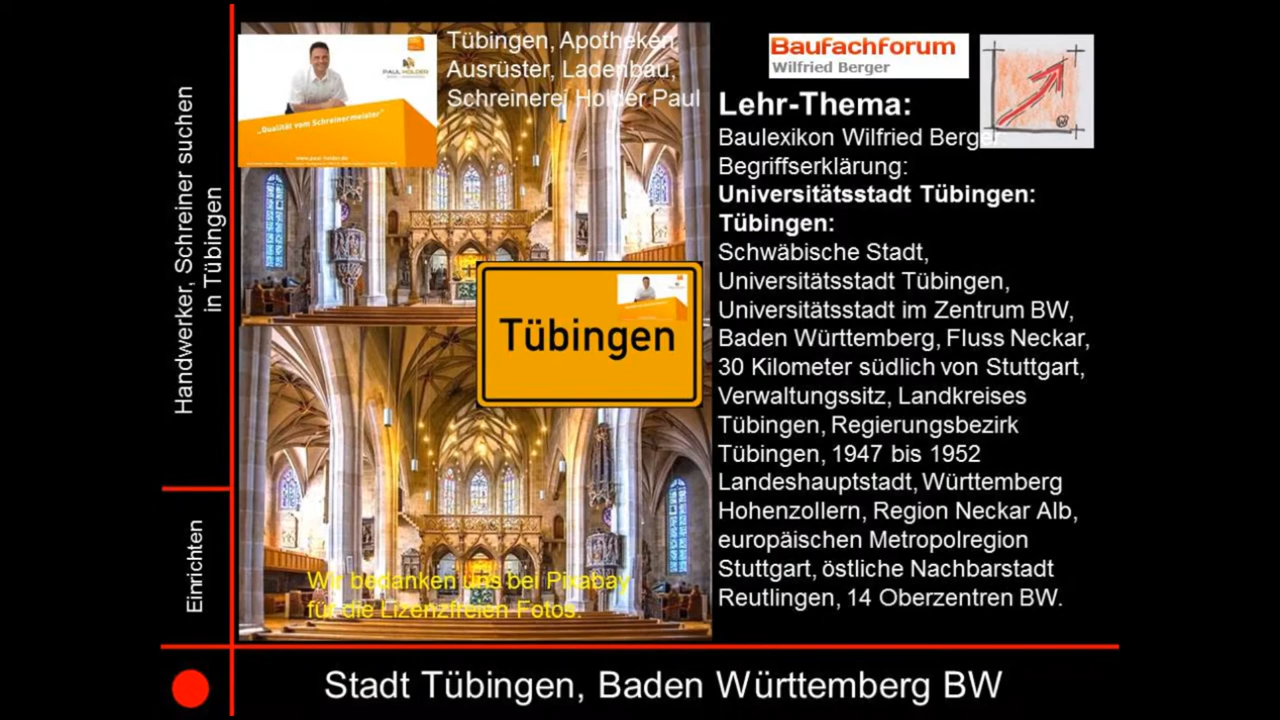 Handwerker, Schreiner suchen
in Tübingen
Einrichten
Tübingen, Apotheken
Ausrüster, Ladenbau,
Schreinerei Holder Paul
PAUL HOLDER
„Qualität vom Schreinermeister"
www.paul-holder.de
Tübingen
Wir bedanken uns bei Pixabay
für die Lizenzfreien Fotos.
Baufachforum
Wilfried Berger
Lehr-Thema:
Baulexikon Wilfried Berger
Begriffserklärung:
Universitätsstadt Tübingen:
Tübingen:
Schwäbische Stadt,
Universitätsstadt Tübingen,
Universitätsstadt im Zentrum BW,
Baden Württemberg, Fluss Neckar,
30 Kilometer südlich von Stuttgart,
Verwaltungssitz, Landkreises
Tübingen, Regierungsbezirk
Tübingen, 1947 bis 1952
Landeshauptstadt, Württemberg
Hohenzollern, Region Neckar Alb,
europäischen Metropolregion
Stuttgart, östliche Nachbarstadt
Reutlingen, 14 Oberzentren BW.
Stadt Tübingen, Baden Württemberg BW